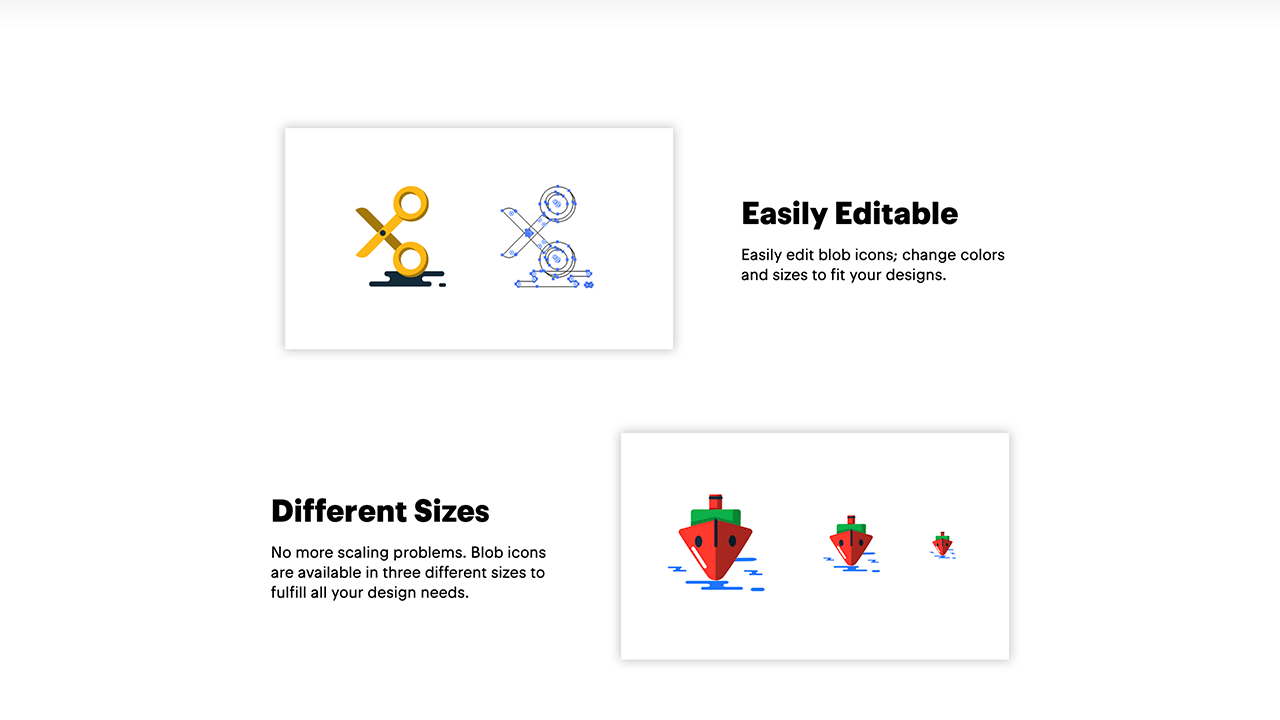 Easily Editable
Easily edit blob icons; change colors
and sizes to fit your designs.
Different Sizes
No more scaling problems. Blob icons
are available in three different sizes to
fulfill all your design needs.